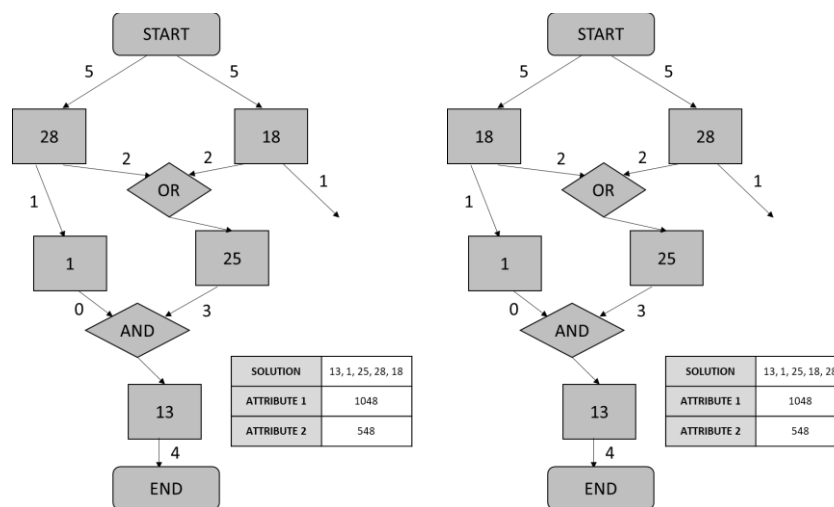 START
5 5
28 18
2 2
OR
1 1
1 25
0 3
AND
13
4
END
SOLUTION 13, 1, 25, 28, 18
ATTRIBUTE 1 1048
ATTRIBUTE 2 548
START
5 5
18 28
2 2
OR
1 1
1 25
0 3
AND
13
4
END
SOLUTION 13, 1, 25, 18, 28
ATTRIBUTE 1 1048
ATTRIBUTE 2 548